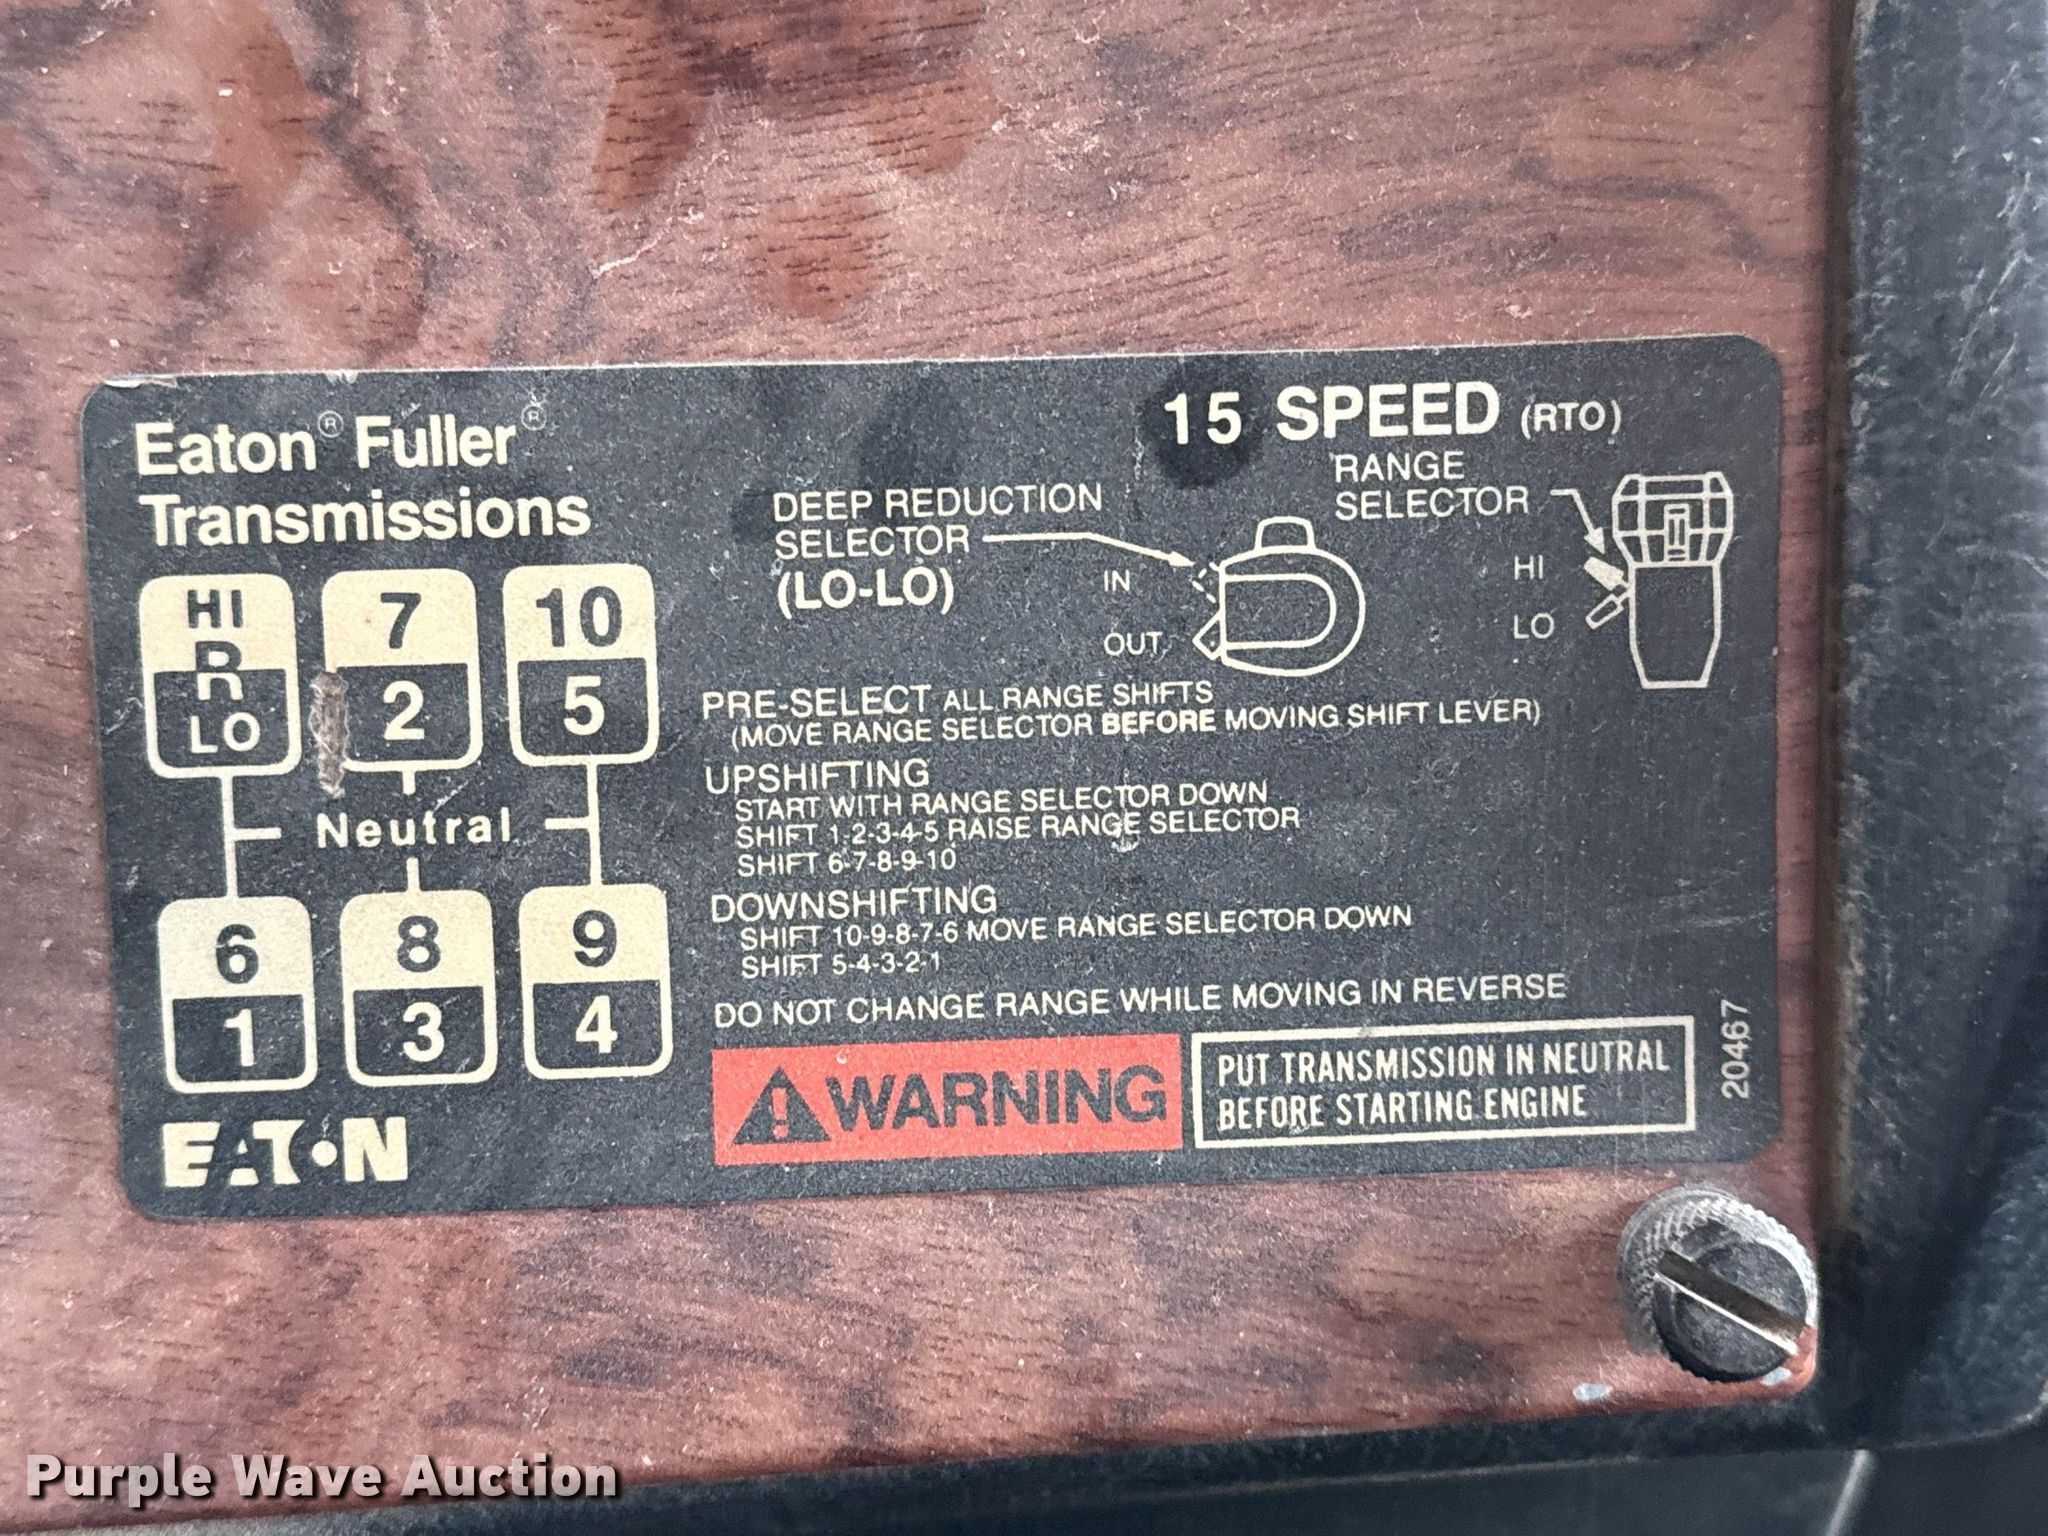 Eaton® Fuller®
Transmissions
15 SPEED (RTO)
DEEP REDUCTION
SELECTOR
(LO-LO)
IN
OUT
RANGE
SELECTOR
HI
LO
HI
R
LO
7
2
10
5
Neutral
6
1
8
3
9
4
EATON
PRE-SELECT ALL RANGE SHIFTS
(MOVE RANGE SELECTOR BEFORE MOVING SHIFT LEVER)
UPSHIFTING
START WITH RANGE SELECTOR DOWN
SHIFT 1-2-3-4-5 RAISE RANGE SELECTOR
SHIFT 6-7-8-9-10
DOWNSHIFTING
SHIFT 10-9-8-7-6 MOVE RANGE SELECTOR DOWN
SHIFT 5-4-3-2-1
DO NOT CHANGE RANGE WHILE MOVING IN REVERSE
WARNING
PUT TRANSMISSION IN NEUTRAL
BEFORE STARTING ENGINE
20467
Purple Wave Auction